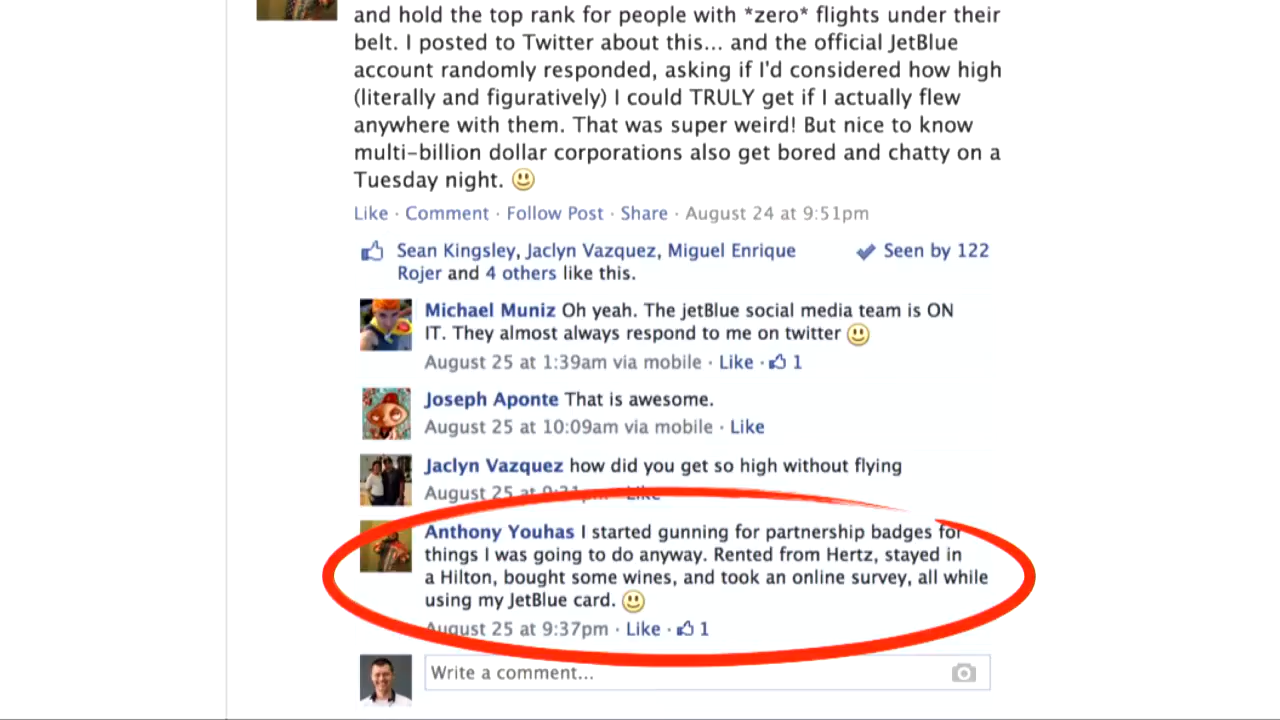 and hold the top rank for people with *zero* flights under their
belt. I posted to Twitter about this... and the official JetBlue
account randomly responded, asking if I'd considered how high
(literally and figuratively) I could TRULY get if I actually flew
anywhere with them. That was super weird! But nice to know
multi-billion dollar corporations also get bored and chatty on a
Tuesday night.
Like · Comment · Follow Post · Share · August 24 at 9:51pm
Sean Kingsley, Jaclyn Vazquez, Miguel Enrique
Rojer and 4 others like this.
Seen by 122
Michael Muniz Oh yeah. The jetBlue social media team is ON
IT. They almost always respond to me on twitter
August 25 at 1:39am via mobile · Like · 1
Joseph Aponte That is awesome.
August 25 at 10:09am via mobile · Like
Jaclyn Vazquez how did you get so high without flying
August 25 at 9:31pm · Like
Anthony Youhas I started gunning for partnership badges for
things I was going to do anyway. Rented from Hertz, stayed in
a Hilton, bought some wines, and took an online survey, all while
using my JetBlue card.
August 25 at 9:37pm · Like · 1
Write a comment...